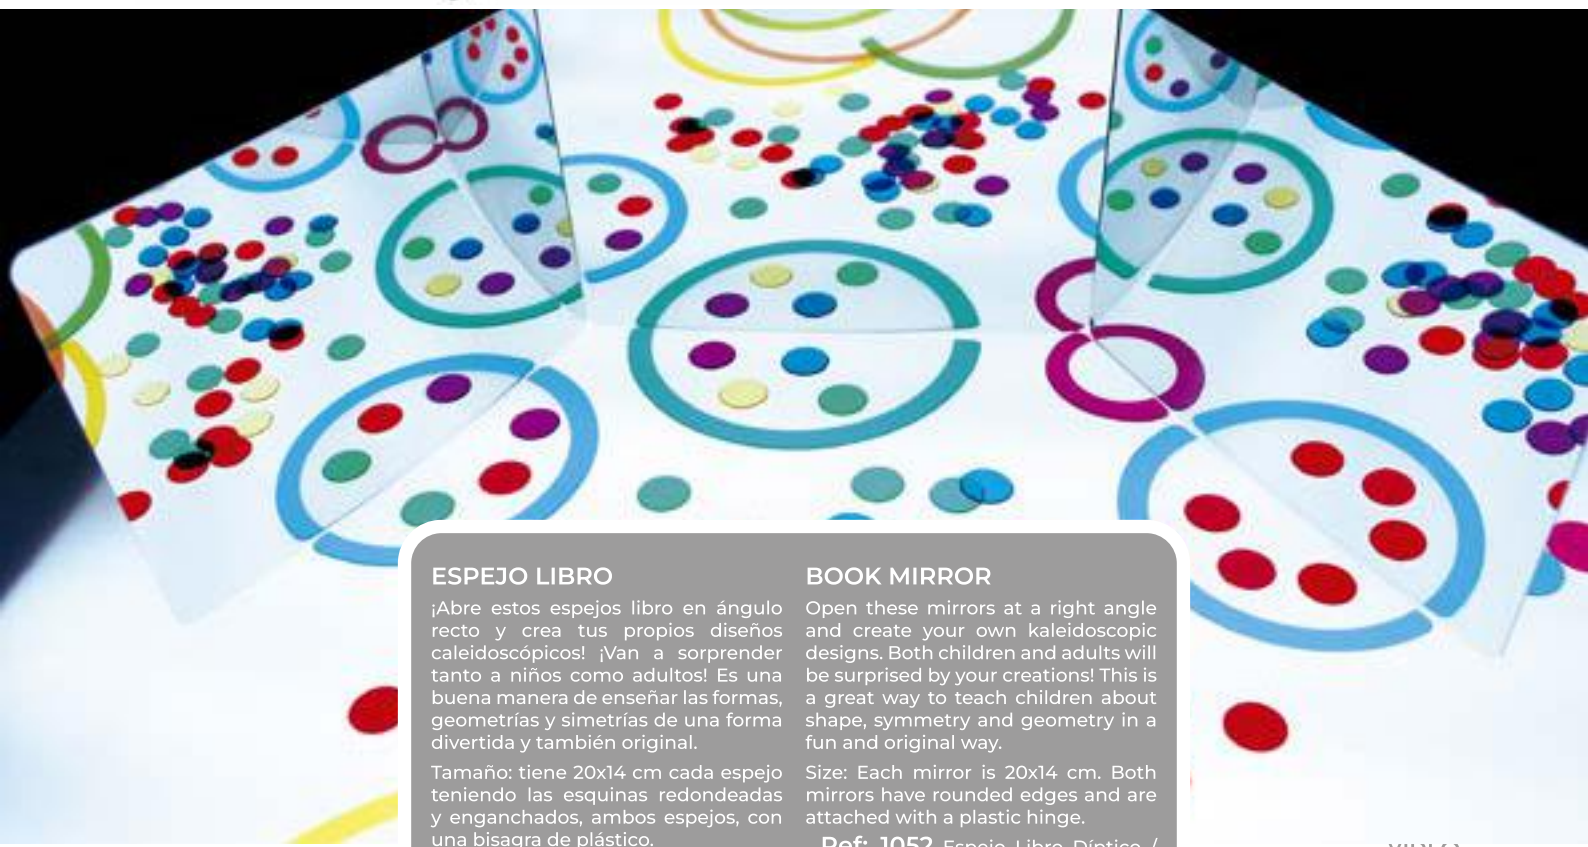 ESPEJO LIBRO
¡Abre estos espejos libro en ángulo
recto y crea tus propios diseños
caleidoscópicos! ¡Van a sorprender
tanto a niños como adultos! Es una
buena manera de enseñar las formas,
geometrías y simetrías de una forma
divertida y también original.
Tamaño: tiene 20x14 cm cada espejo
teniendo las esquinas redondeadas
y enganchados, ambos espejos, con
una bisagra de plástico.
BOOK MIRROR
Open these mirrors at a right angle
and create your own kaleidoscopic
designs. Both children and adults will
be surprised by your creations! This is
a great way to teach children about
shape, symmetry and geometry in a
fun and original way.
Size: Each mirror is 20x14 cm. Both
mirrors have rounded edges and are
attached with a plastic hinge.
Ref: 1052 Espejo Libro Díptico /